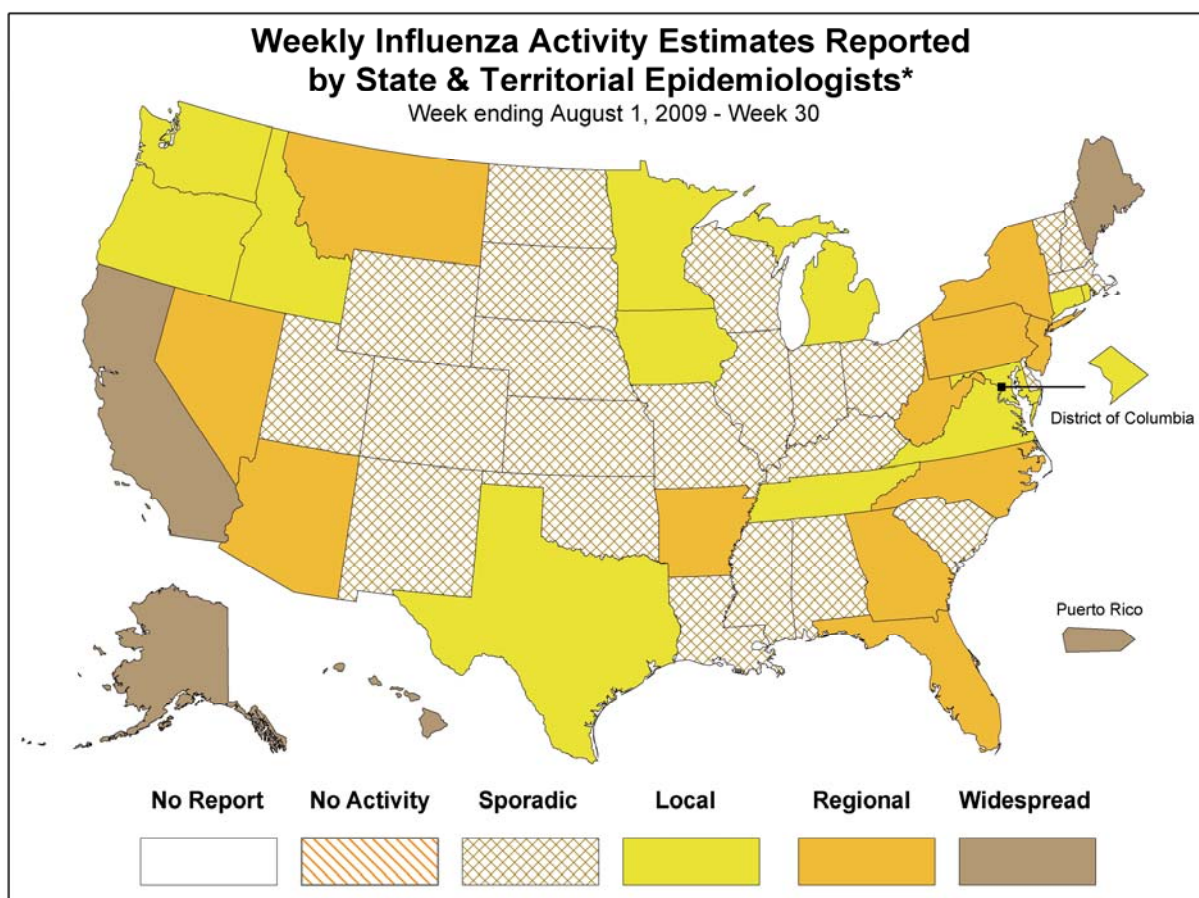 Weekly Influenza Activity Estimates Reported
by State & Territorial Epidemiologists*
Week ending August 1, 2009 - Week 30
District of Columbia
Puerto Rico
No Report No Activity Sporadic Local Regional Widespread